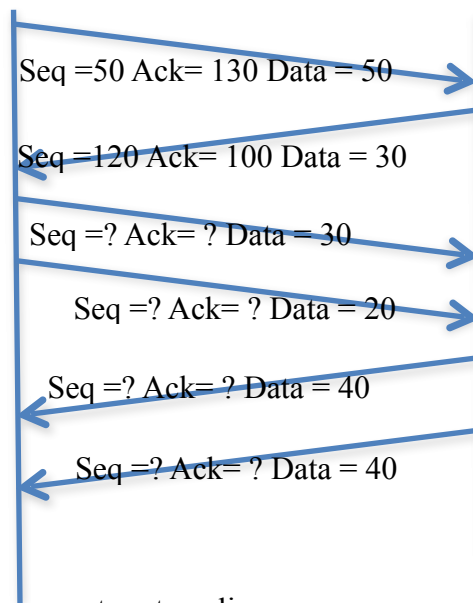 Seq =50 Ack= 130 Data = 50
Seq =120 Ack= 100 Data = 30
Seq =? Ack= ? Data = 30
Seq =? Ack= ? Data = 20
Seq =? Ack= ? Data = 40
Seq =? Ack= ? Data = 40